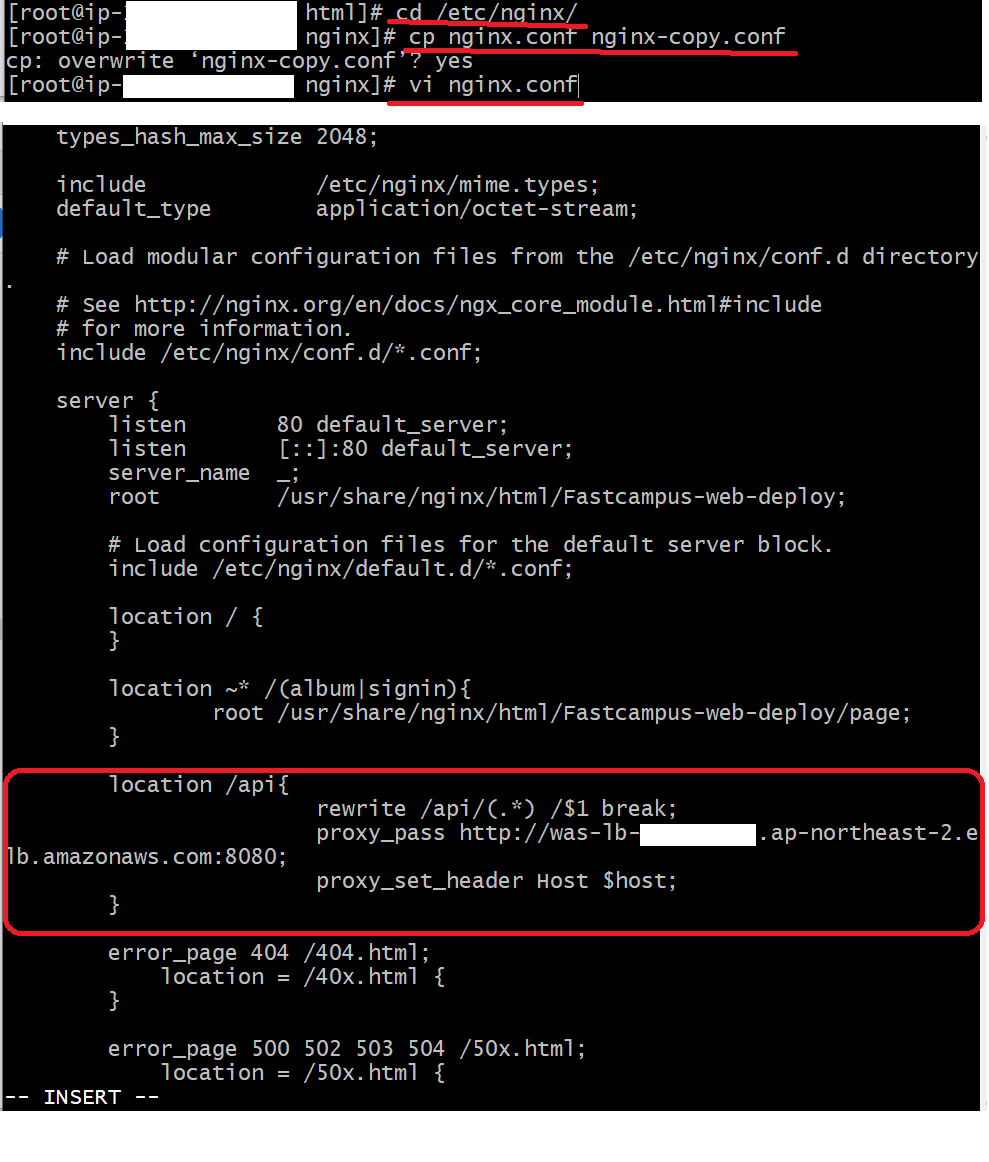 [root@ip- html]# cd /etc/nginx/
[root@ip- nginx]# cp nginx.conf nginx-copy.conf
cp: overwrite ‘nginx-copy.conf’? yes
[root@ip- nginx]# vi nginx.conf
types_hash_max_size 2048;
include /etc/nginx/mime.types;
default_type application/octet-stream;
# Load modular configuration files from the /etc/nginx/conf.d directory
.
# See http://nginx.org/en/docs/ngx_core_module.html#include
# for more information.
include /etc/nginx/conf.d/*.conf;
server {
listen 80 default_server;
listen [::]:80 default_server;
server_name _;
root /usr/share/nginx/html/Fastcampus-web-deploy;
# Load configuration files for the default server block.
include /etc/nginx/default.d/*.conf;
location / {
}
location ~* /(album|signin){
root /usr/share/nginx/html/Fastcampus-web-deploy/page;
}
location /api{
rewrite /api/(.*) /$1 break;
proxy_pass http://was-lb- .ap-northeast-2.e
lb.amazonaws.com:8080;
proxy_set_header Host $host;
}
error_page 404 /404.html;
location = /40x.html {
}
error_page 500 502 503 504 /50x.html;
location = /50x.html {
-- INSERT --